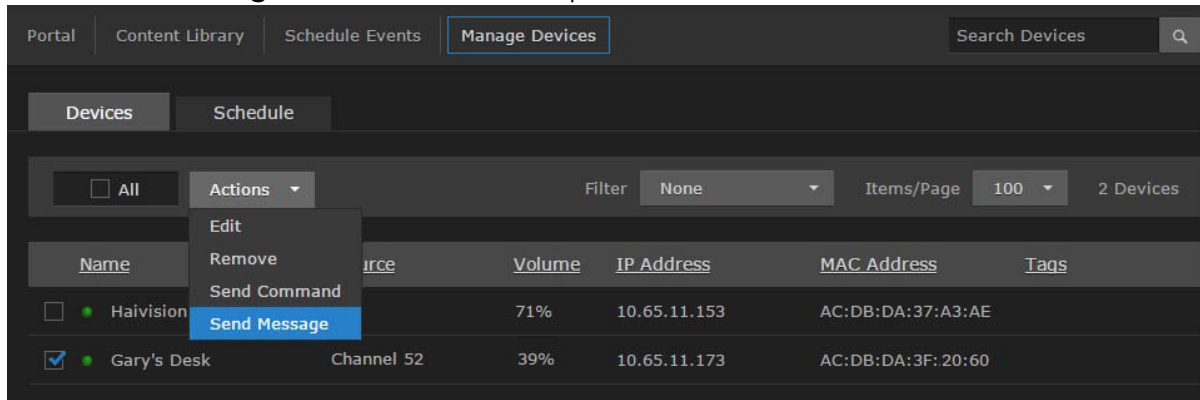 Portal Content Library Schedule Events Manage Devices Search Devices
Devices Schedule
All Actions Filter None Items/Page 100 2 Devices
Edit
Remove
Send Command
Send Message
Name urce Volume IP Address MAC Address Tags
Haivision 71% 10.65.11.153 AC:DB:DA:37:A3:AE
Gary's Desk Channel 52 39% 10.65.11.173 AC:DB:DA:3F:20:60